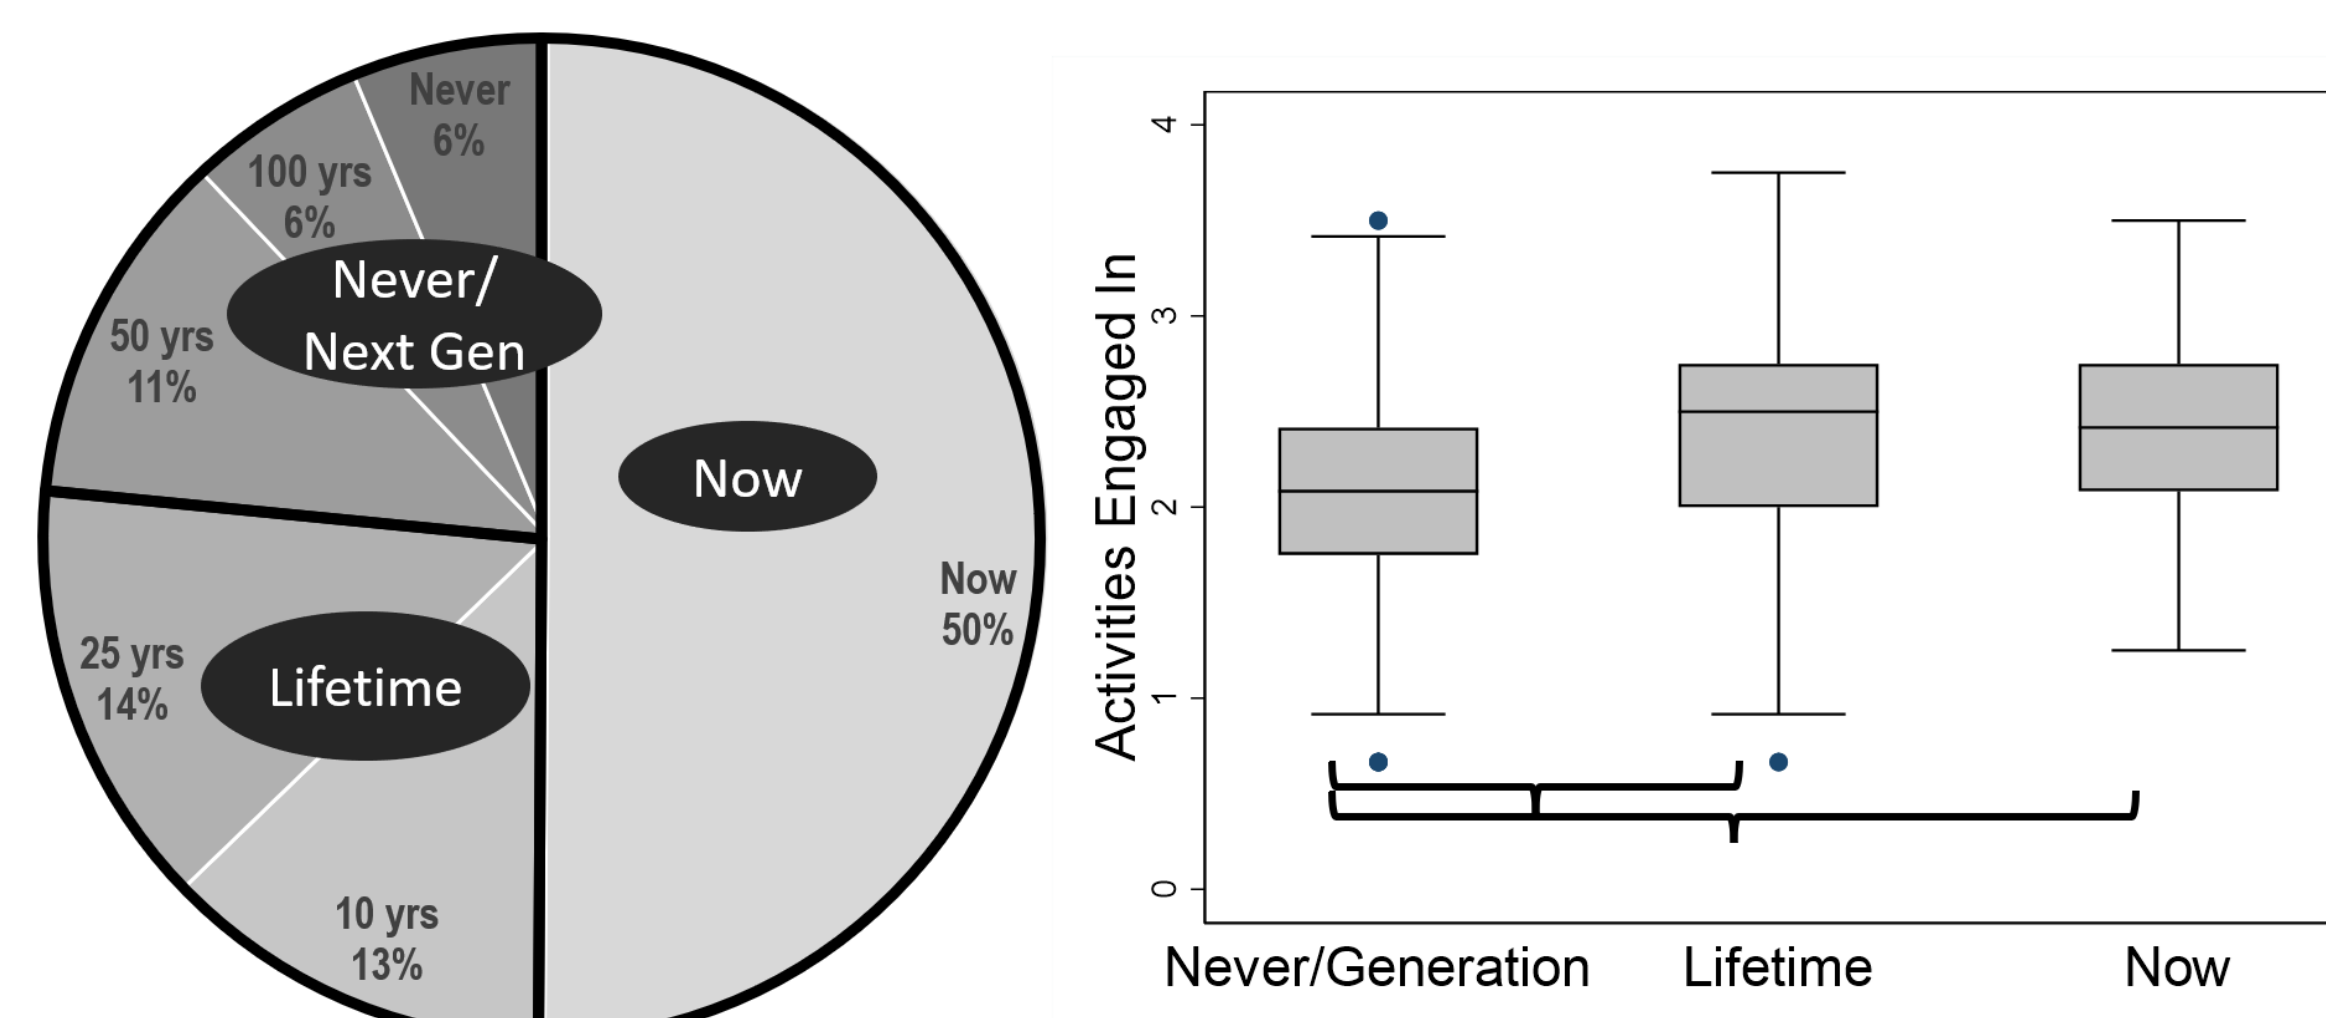 Never
6%
100 yrs
6%
Never/
Next Gen
50 yrs
11%
Now
Now
50%
25 yrs
14%
Lifetime
10 yrs
13%
Activities Engaged In
4
3
2
1
0
Never/Generation
Lifetime
Now